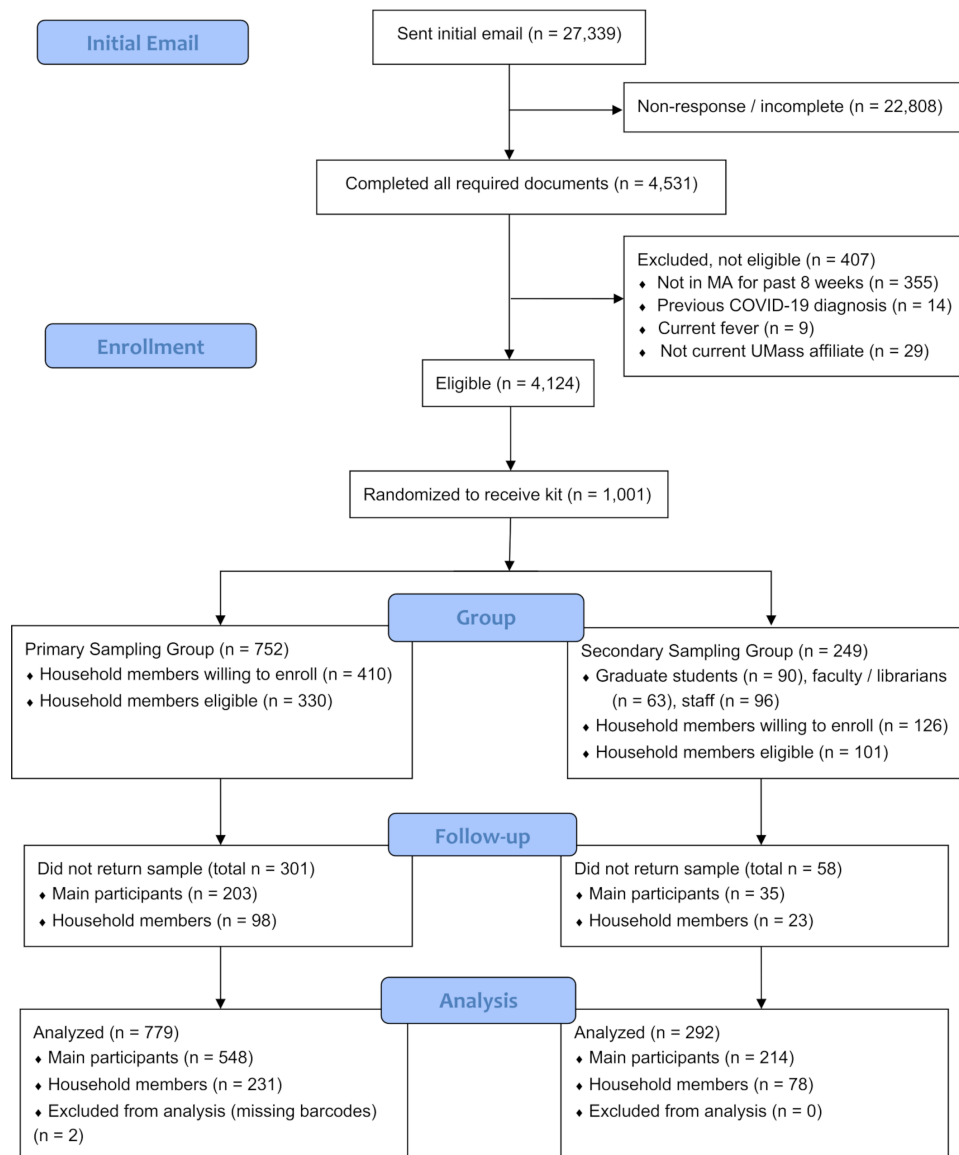 Initial Email
Sent initial email (n = 27,339)
Non-response / incomplete (n = 22,808)
Completed all required documents (n = 4,531)
Excluded, not eligible (n = 407)
♦ Not in MA for past 8 weeks (n = 355)
♦ Previous COVID-19 diagnosis (n = 14)
♦ Current fever (n = 9)
♦ Not current UMass affiliate (n = 29)
Enrollment
Eligible (n = 4,124)
Randomized to receive kit (n = 1,001)
Group
Primary Sampling Group (n = 752)
♦ Household members willing to enroll (n = 410)
♦ Household members eligible (n = 330)
Secondary Sampling Group (n = 249)
♦ Graduate students (n = 90), faculty / librarians
(n = 63), staff (n = 96)
♦ Household members willing to enroll (n = 126)
♦ Household members eligible (n = 101)
Follow-up
Did not return sample (total n = 301)
♦ Main participants (n = 203)
♦ Household members (n = 98)
Did not return sample (total n = 58)
♦ Main participants (n = 35)
♦ Household members (n = 23)
Analysis
Analyzed (n = 779)
♦ Main participants (n = 548)
♦ Household members (n = 231)
♦ Excluded from analysis (missing barcodes)
(n = 2)
Analyzed (n = 292)
♦ Main participants (n = 214)
♦ Household members (n = 78)
♦ Excluded from analysis (n = 0)